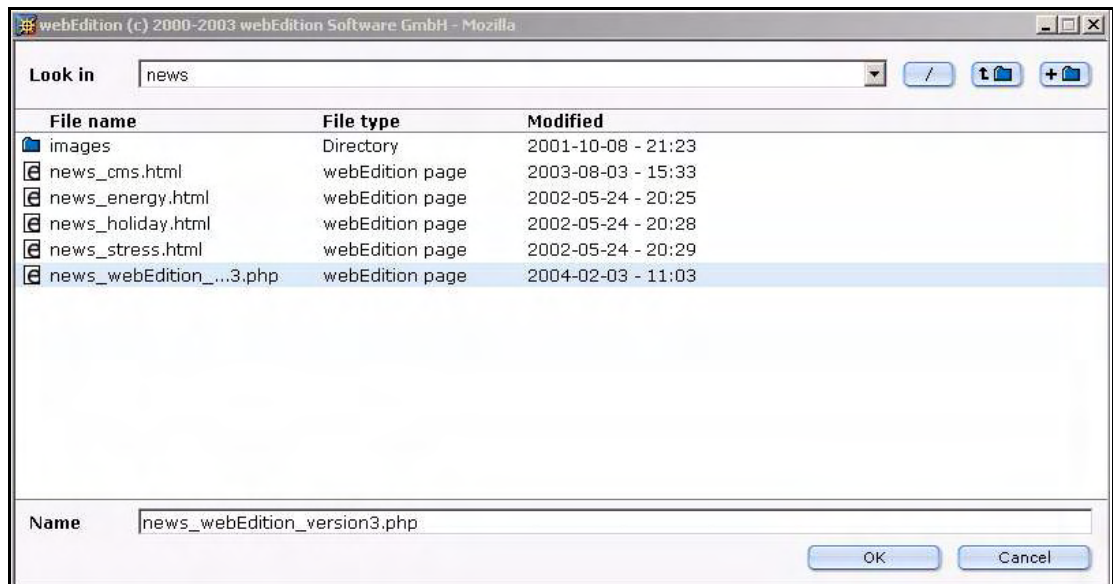 webEdition (c) 2000-2003 webEdition Software GmbH - Mozilla
Look in news /
File name File type Modified
images Directory 2001-10-08 - 21:23
news_cms.html webEdition page 2003-08-03 - 15:33
news_energy.html webEdition page 2002-05-24 - 20:25
news_holiday.html webEdition page 2002-05-24 - 20:28
news_stress.html webEdition page 2002-05-24 - 20:29
news_webEdition_...3.php webEdition page 2004-02-03 - 11:03
Name news_webEdition_version3.php
OK Cancel